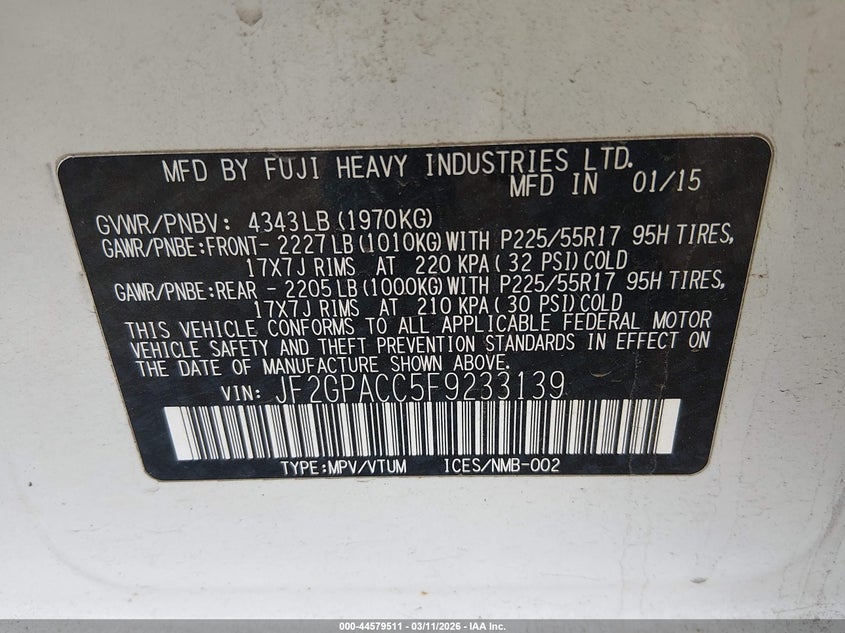 MFD BY FUJI HEAVY INDUSTRIES LTD.
MFD IN 01/15
GVWR/PNBV: 4343LB(1970KG)
GAWR/PNBE:FRONT- 2227LB(1010KG)WITH P225/55R17 95H TIRES,
17X7J RIMS AT 220 KPA(32 PSI)COLD
GAWR/PNBE:REAR - 2205LB(1000KG)WITH P225/55R17 95H TIRES,
17X7J RIMS AT 210 KPA(30 PSI)COLD
THIS VEHICLE CONFORMS TO ALL APPLICABLE FEDERAL MOTOR
VEHICLE SAFETY AND THEFT PREVENTION STANDARDS IN EFFECT ON
THE DATE OF MANUFACTURE SHOWN ABOVE.
VIN: JF2GPACC5F9233139
TYPE:MPV/VTUM ICES/NMB-002
000-44579511 - 03/11/2026 - IAA Inc.